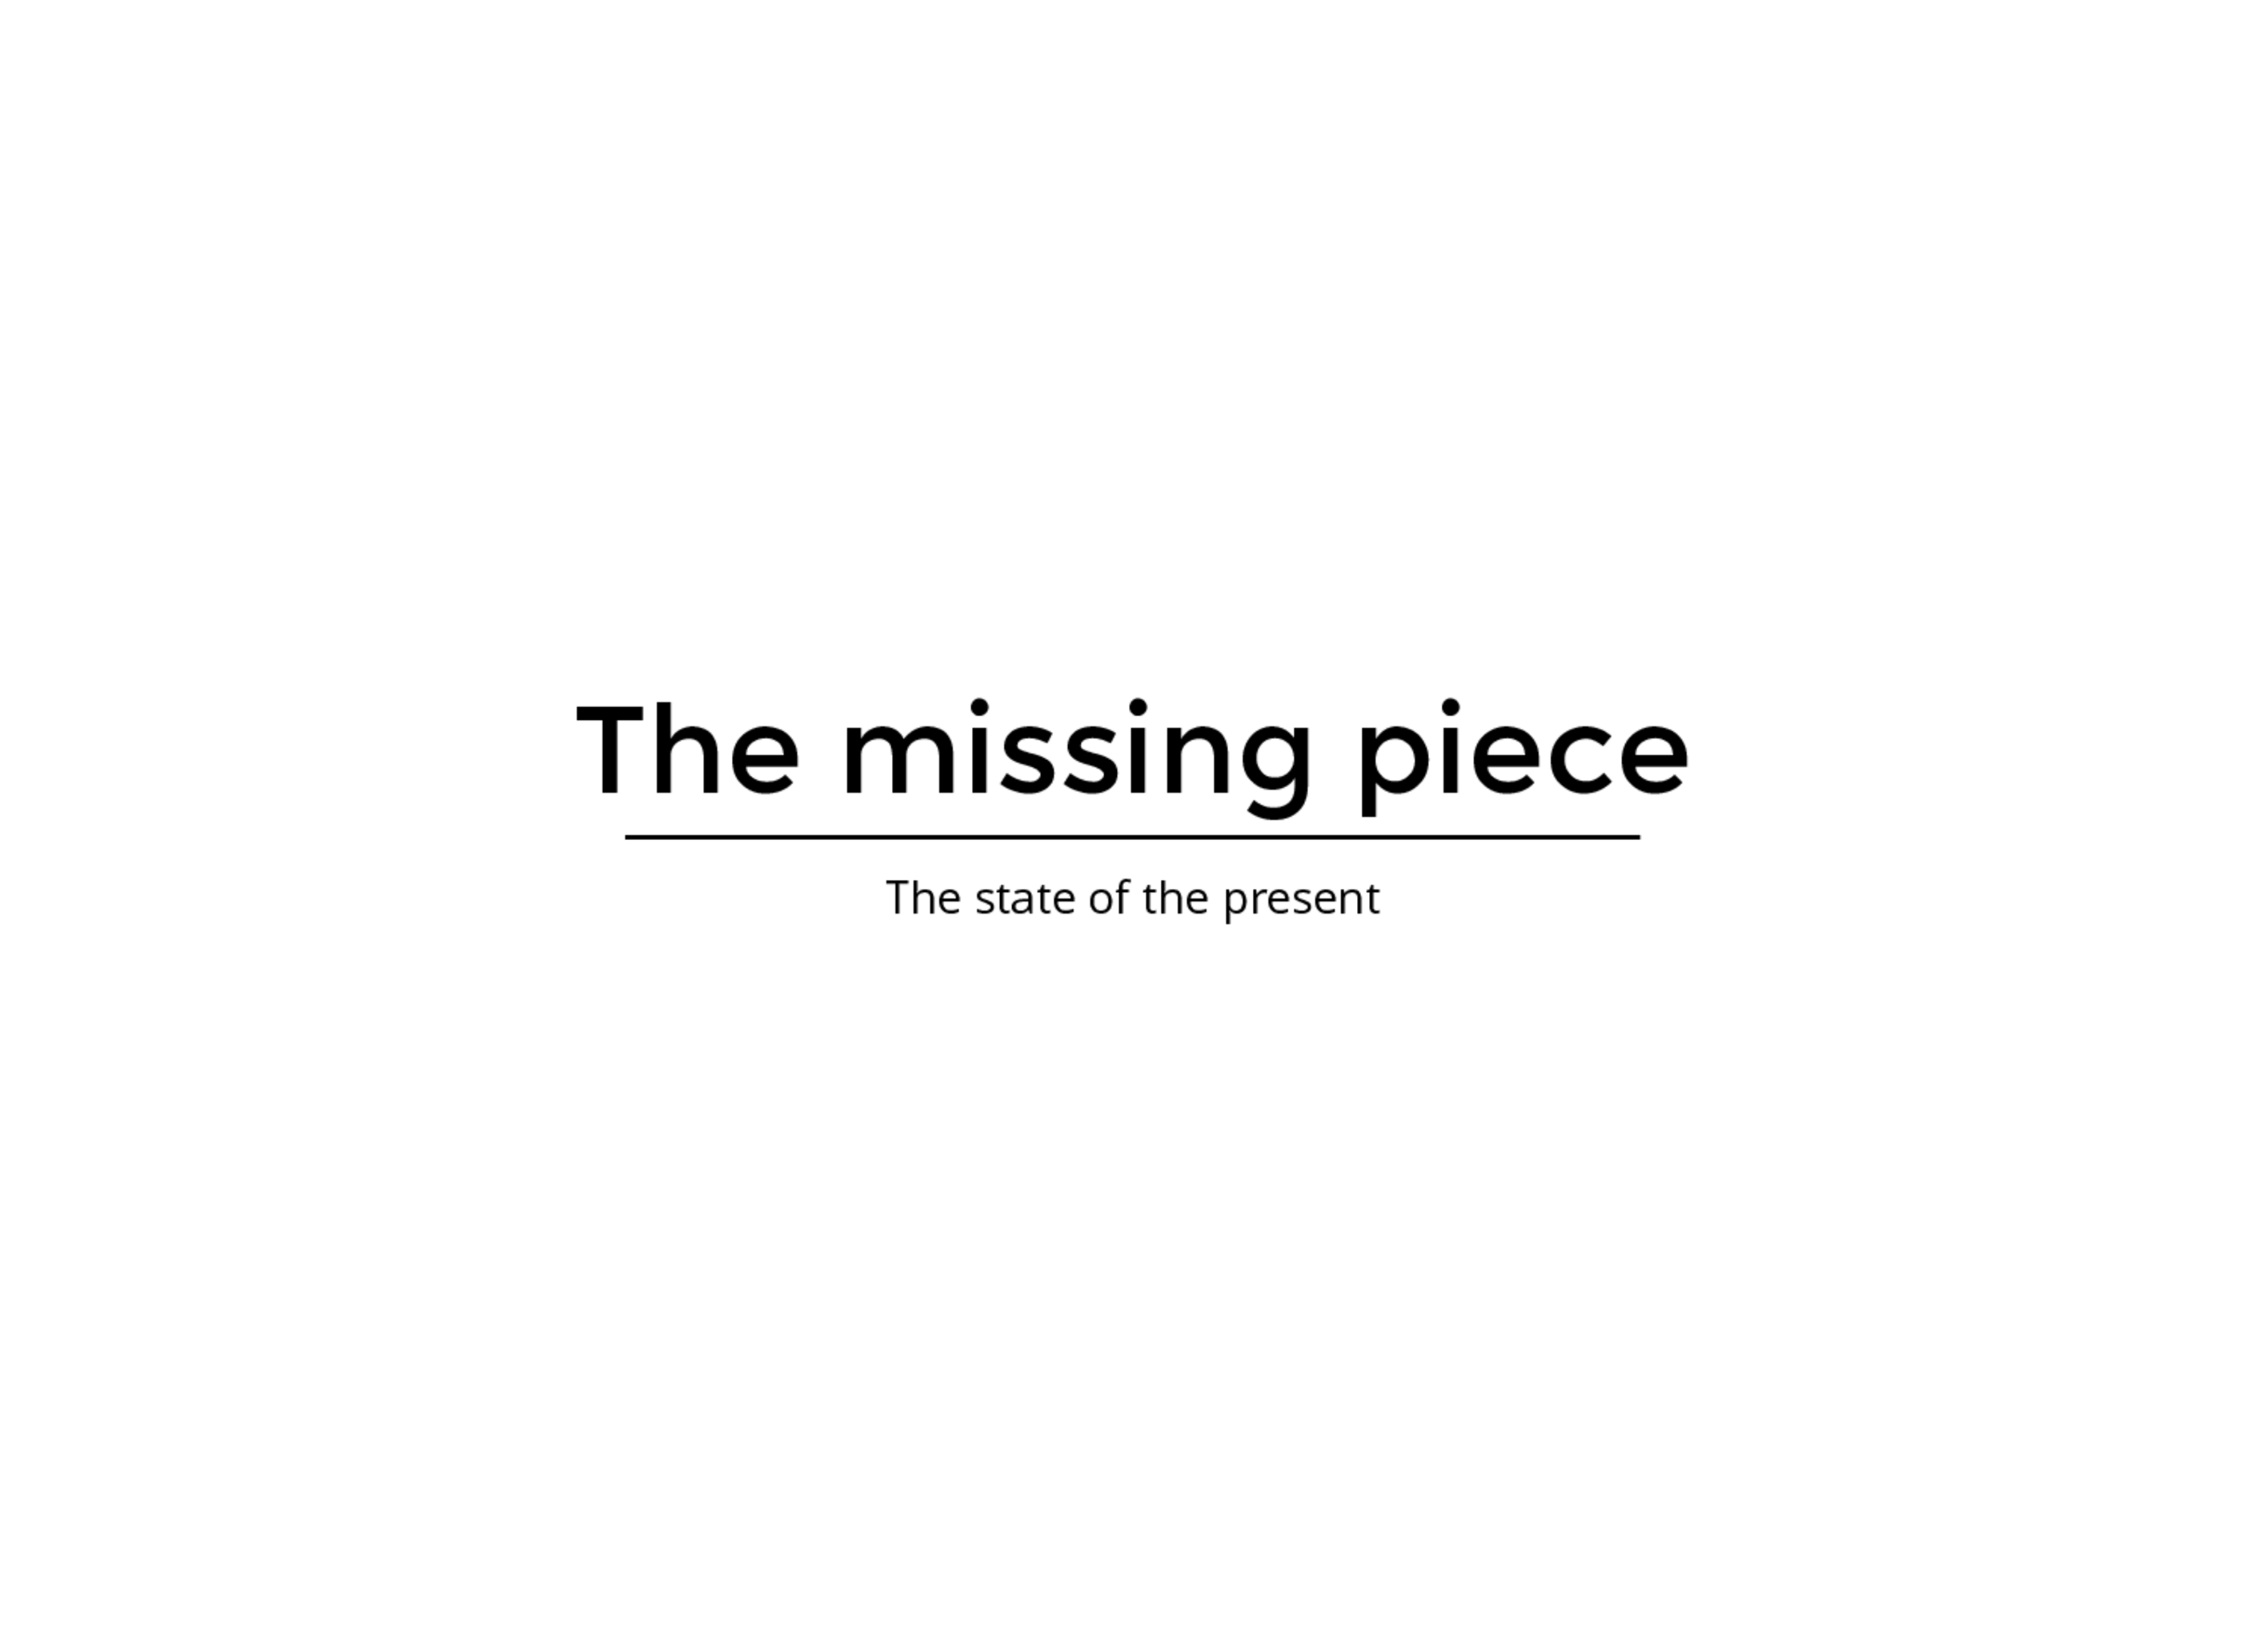 The missing piece
The state of the present